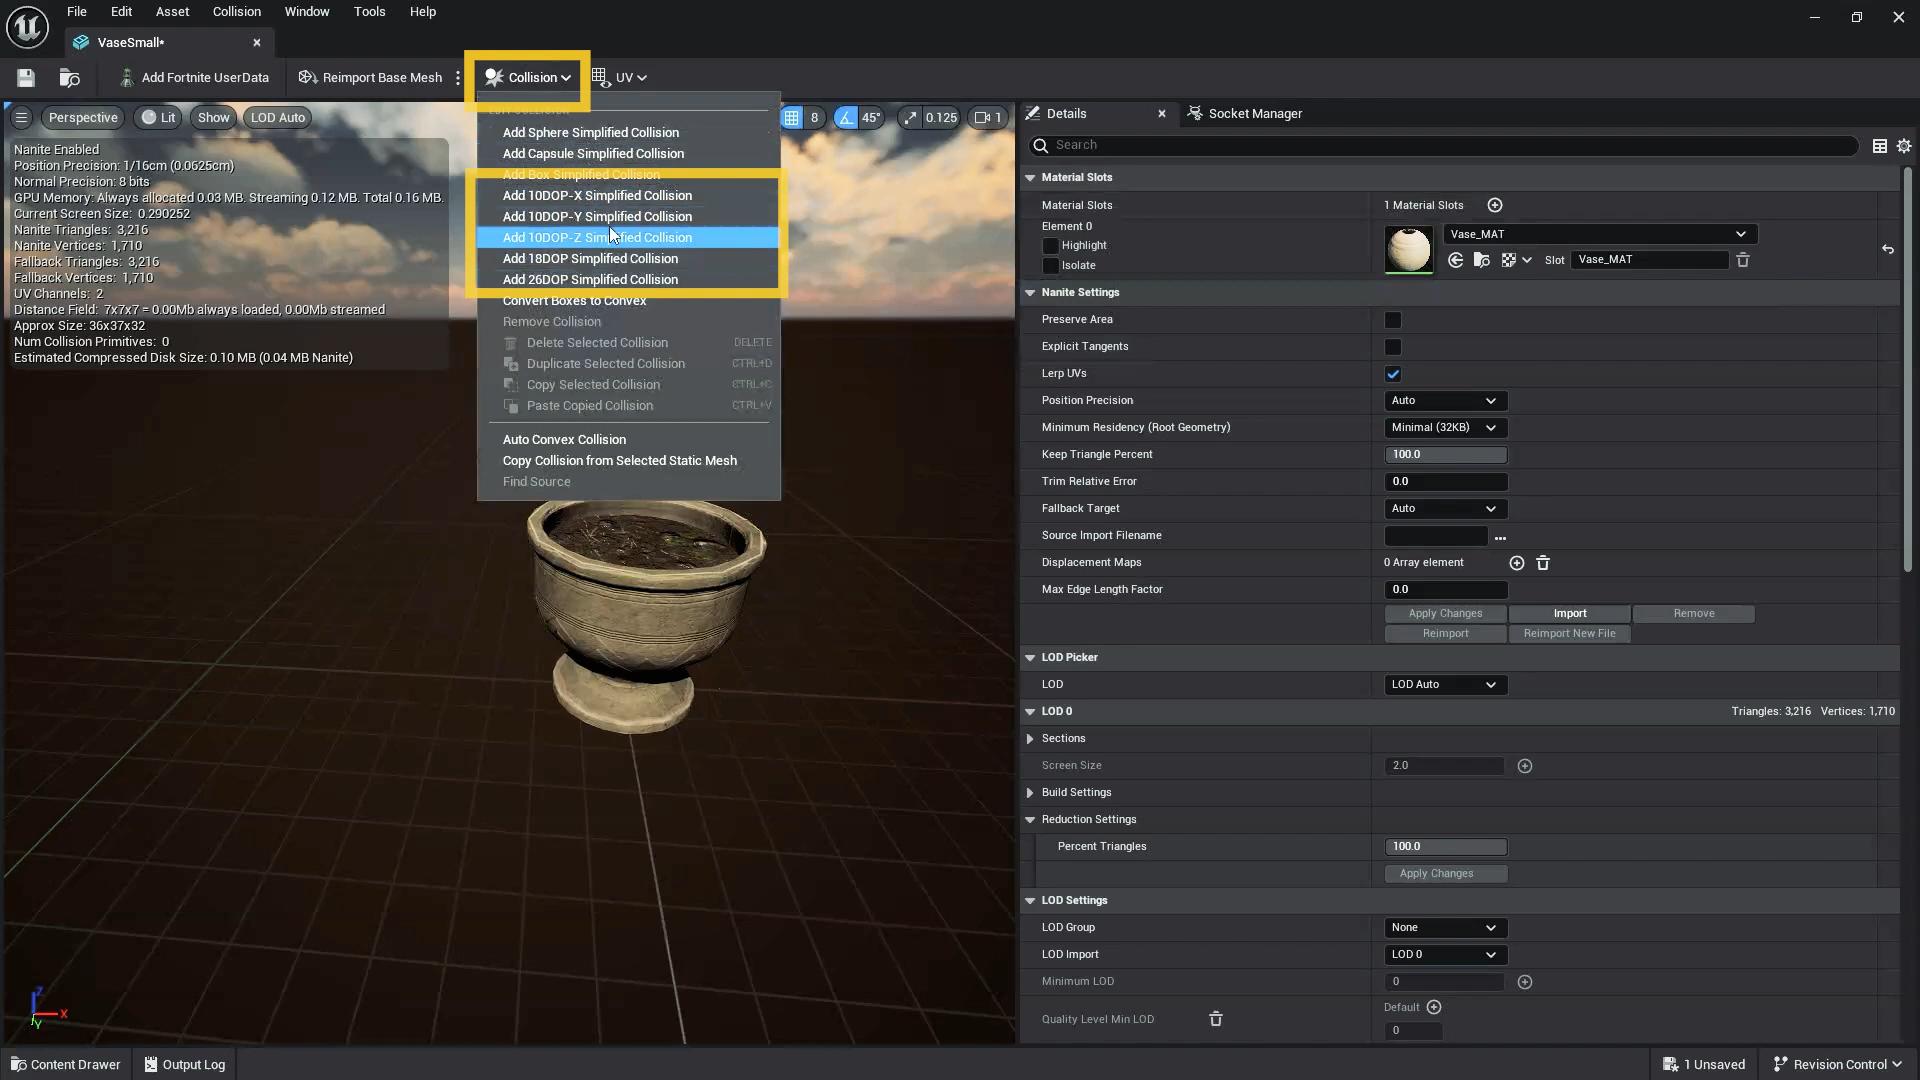 File Edit Asset Collision Window Tools Help
VaseSmall*
Add Fortnite UserData Reimport Base Mesh Collision UV
Perspective Lit Show LOD Auto 8 45° 0.125 1
Nanite Enabled
Position Precision: 1/16cm (0.0625cm)
Normal Precision: 8 bits
GPU Memory: Always allocated 0.03 MB. Streaming 0.12 MB. Total 0.16 MB.
Current Screen Size: 0.290252
Nanite Triangles: 3,216
Nanite Vertices: 1,710
Fallback Triangles: 3,216
Fallback Vertices: 1,710
UV Channels: 2
Distance Field: 7x7x7 = 0.00Mb always loaded, 0.00Mb streamed
Approx Size: 36x37x32
Num Collision Primitives: 0
Estimated Compressed Disk Size: 0.10 MB (0.04 MB Nanite)
Add Sphere Simplified Collision
Add Capsule Simplified Collision
Add Box Simplified Collision
Add 10DOP-X Simplified Collision
Add 10DOP-Y Simplified Collision
Add 10DOP-Z Simplified Collision
Add 18DOP Simplified Collision
Add 26DOP Simplified Collision
Convert Boxes to Convex
Remove Collision
Delete Selected Collision DELETE
Duplicate Selected Collision CTRL+D
Copy Selected Collision CTRL+C
Paste Copied Collision CTRL+V
Auto Convex Collision
Copy Collision from Selected Static Mesh
Find Source
Z
X
Y
Details Socket Manager
Search
Material Slots
Material Slots 1 Material Slots
Element 0
Highlight
Isolate
Vase_MAT
Slot Vase_MAT
Nanite Settings
Preserve Area
Explicit Tangents
Lerp UVs
Position Precision Auto
Minimum Residency (Root Geometry) Minimal (32KB)
Keep Triangle Percent 100.0
Trim Relative Error 0.0
Fallback Target Auto
Source Import Filename ...
Displacement Maps 0 Array element
Max Edge Length Factor 0.0
Apply Changes Import Remove
Reimport Reimport New File
LOD Picker
LOD LOD Auto
LOD 0 Triangles: 3,216 Vertices: 1,710
Sections
Screen Size 2.0
Build Settings
Reduction Settings
Percent Triangles 100.0
Apply Changes
LOD Settings
LOD Group None
LOD Import LOD 0
Minimum LOD 0
Default
Quality Level Min LOD
0
Content Drawer Output Log 1 Unsaved Revision Control